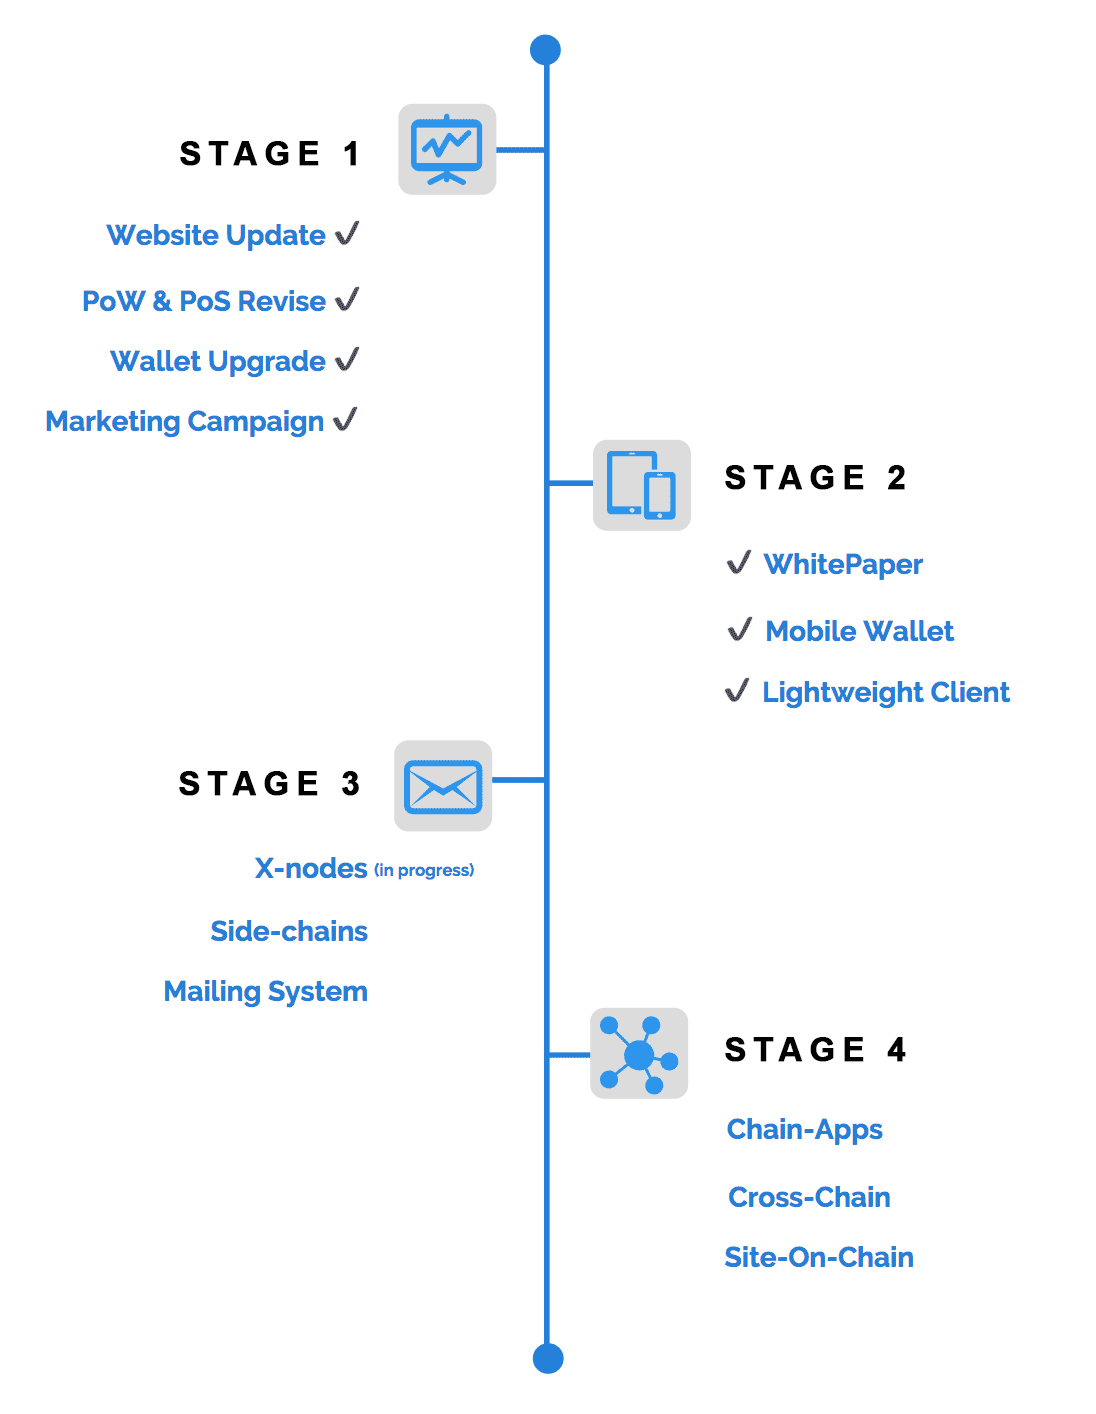 STAGE 1
Website Update ✓
PoW & PoS Revise ✓
Wallet Upgrade ✓
Marketing Campaign ✓
STAGE 2
✓ WhitePaper
✓ Mobile Wallet
✓ Lightweight Client
STAGE 3
X-nodes (in progress)
Side-chains
Mailing System
STAGE 4
Chain-Apps
Cross-Chain
Site-On-Chain